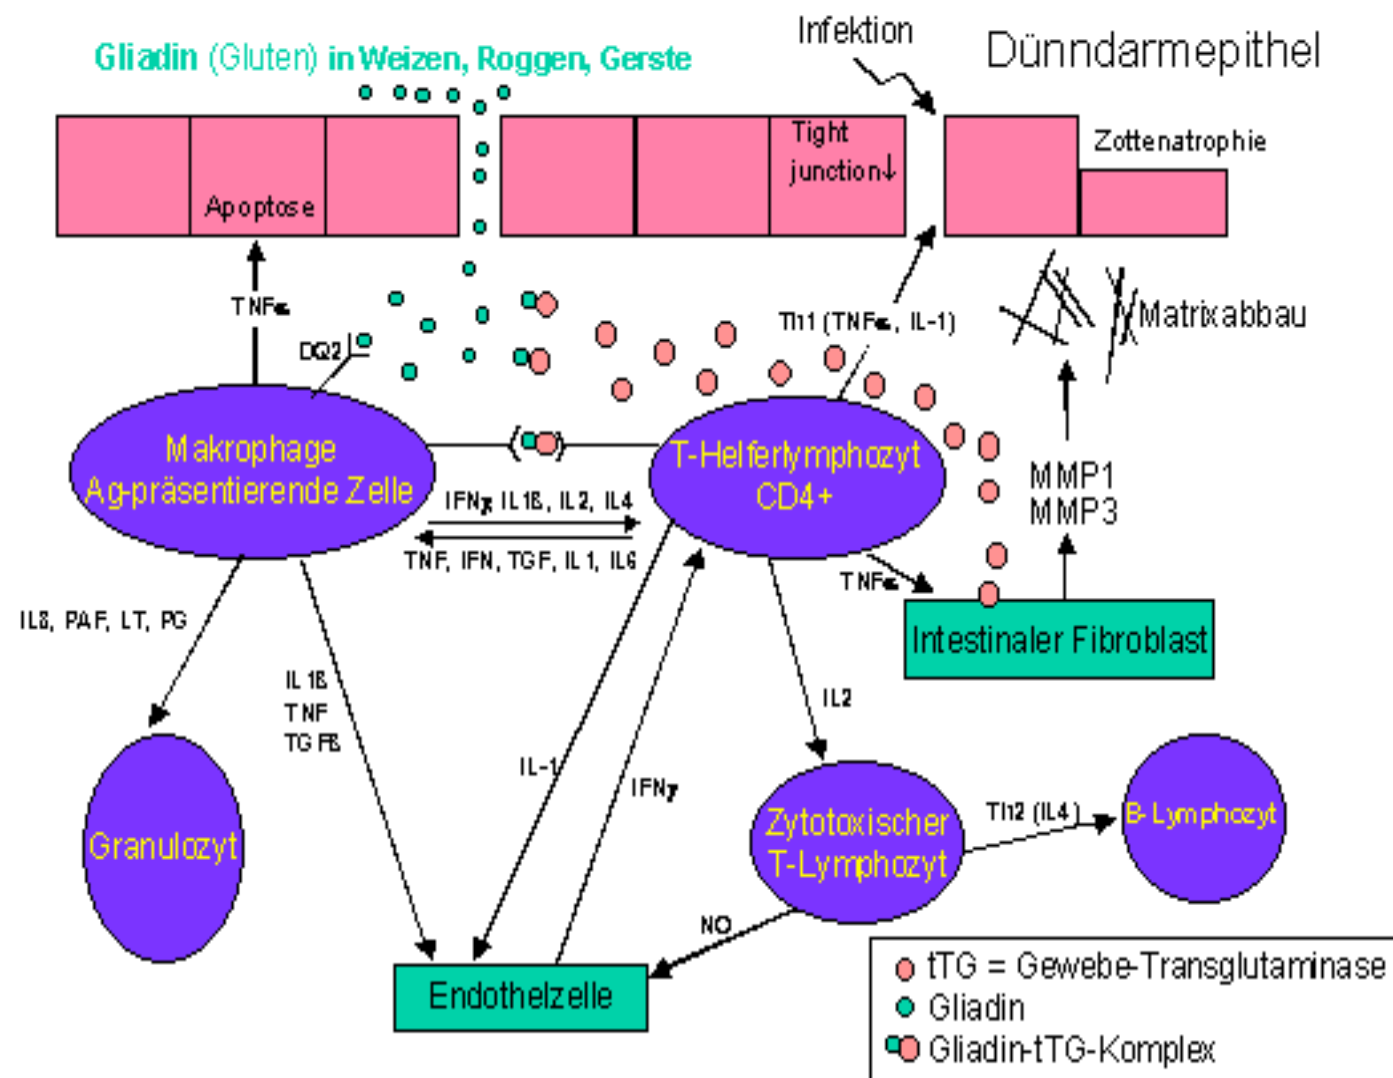 Infektion
Dünndarmepithel
Gliadin (Gluten) in Weizen, Roggen, Gerste
Tight
junction↓
Zottenatrophie
Apoptose
TNFα
Th1 (TNFα, IL-1)
Matrixabbau
DQ2
Makrophage
Ag-präsentierende Zelle
T-Helferlymphozyt
CD4+
MMP1
MMP3
IFNγ, IL1ß, IL2, IL4
TNF, IFN, TGF, IL1, IL6
TNFα
IL8, PAF, LT, PG
Intestinaler Fibroblast
IL1ß
TNF
TGFß
IL2
IL-1
IFNγ
Granulozyt
Zytotoxischer
T-Lymphozyt
Th2 (IL4)
B-Lymphozyt
NO
Endothelzelle
tTG = Gewebe-Transglutaminase
Gliadin
Gliadin-tTG-Komplex